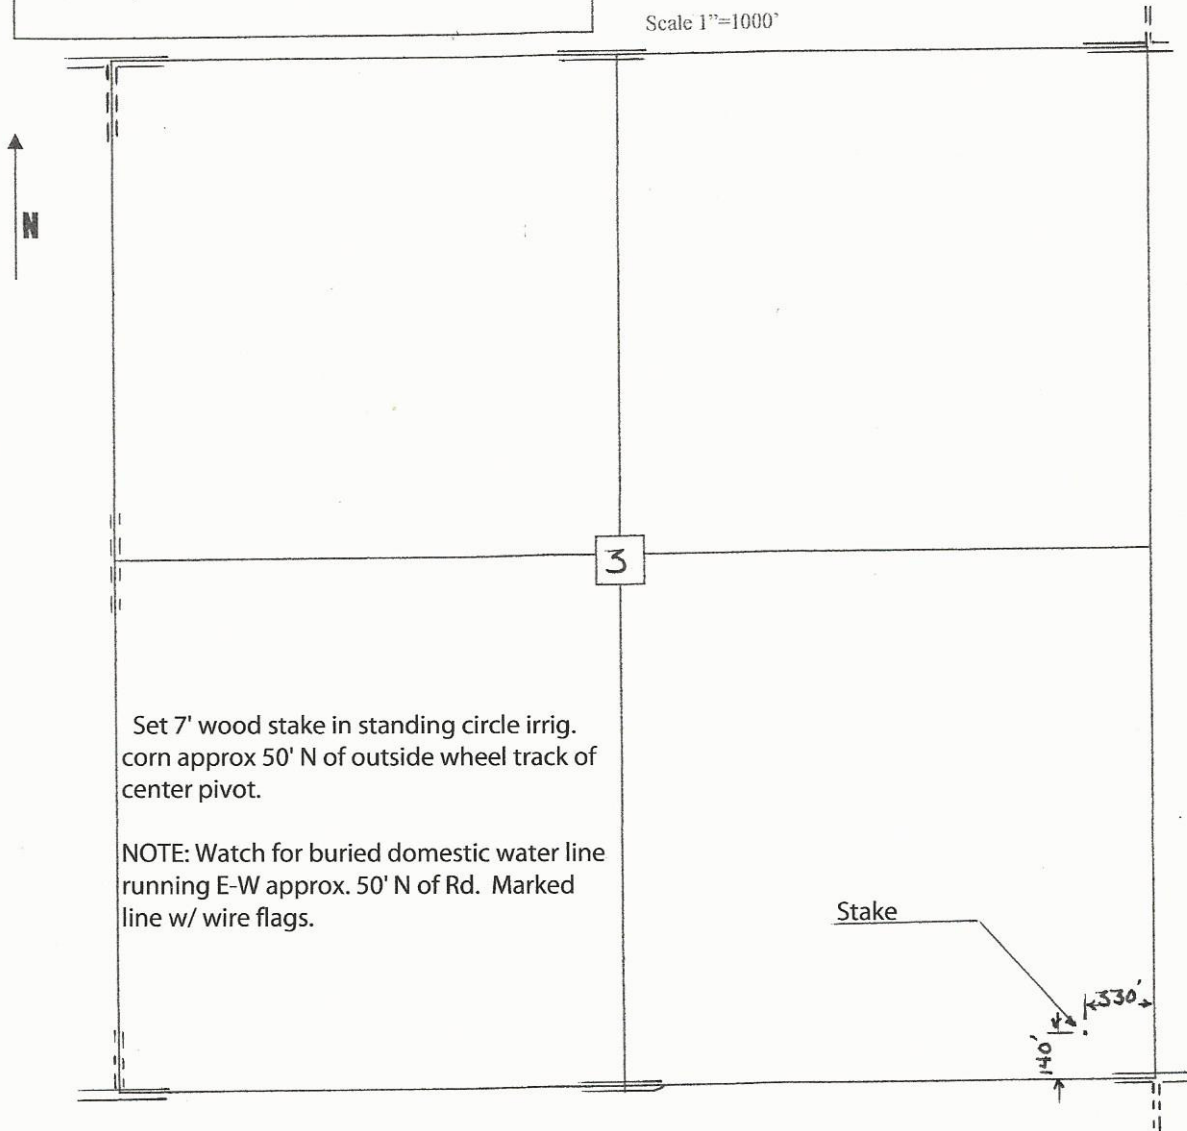 Scale 1"=1000'
N
3
Set 7' wood stake in standing circle irrig.
corn approx 50' N of outside wheel track of
center pivot.
NOTE: Watch for buried domestic water line
running E-W approx. 50' N of Rd. Marked
line w/ wire flags.
Stake
330'
140'